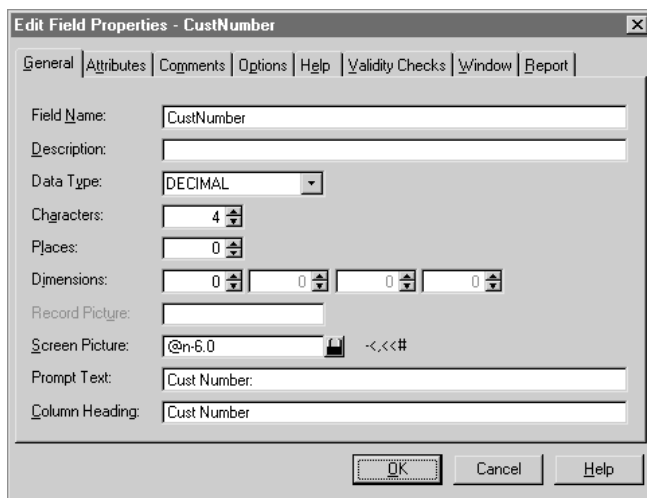 Edit Field Properties - CustNumber
General Attributes Comments Options Help Validity Checks Window Report
Field Name: CustNumber
Description:
Data Type: DECIMAL
Characters: 4
Places: 0
Dimensions: 0 0 0 0
Record Picture:
Screen Picture: @n-6.0 -<,<<#
Prompt Text: Cust Number:
Column Heading: Cust Number
OK Cancel Help